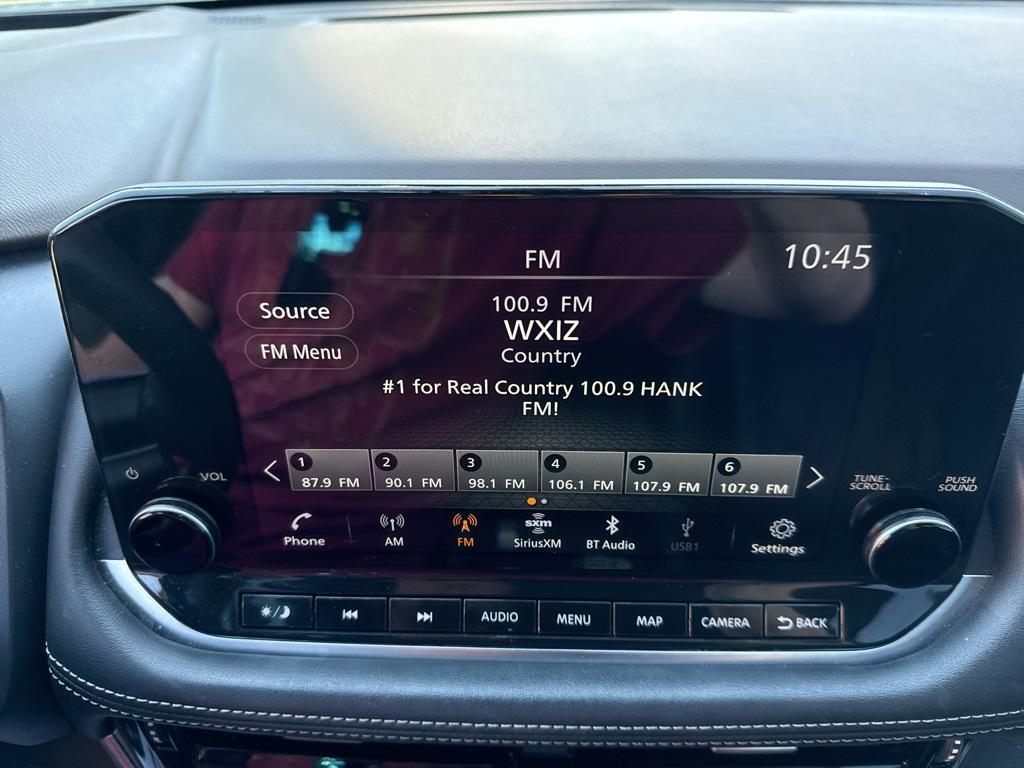 FM
10:45
Source
FM Menu
100.9 FM
WXIZ
Country
#1 for Real Country 100.9 HANK
FM!
1 87.9 FM
2 90.1 FM
3 98.1 FM
4 106.1 FM
5 107.9 FM
6 107.9 FM
VOL
TUNE-
SCROLL
PUSH
SOUND
Phone
AM
FM
sxm
SiriusXM
BT Audio
USB1
Settings
AUDIO
MENU
MAP
CAMERA
BACK